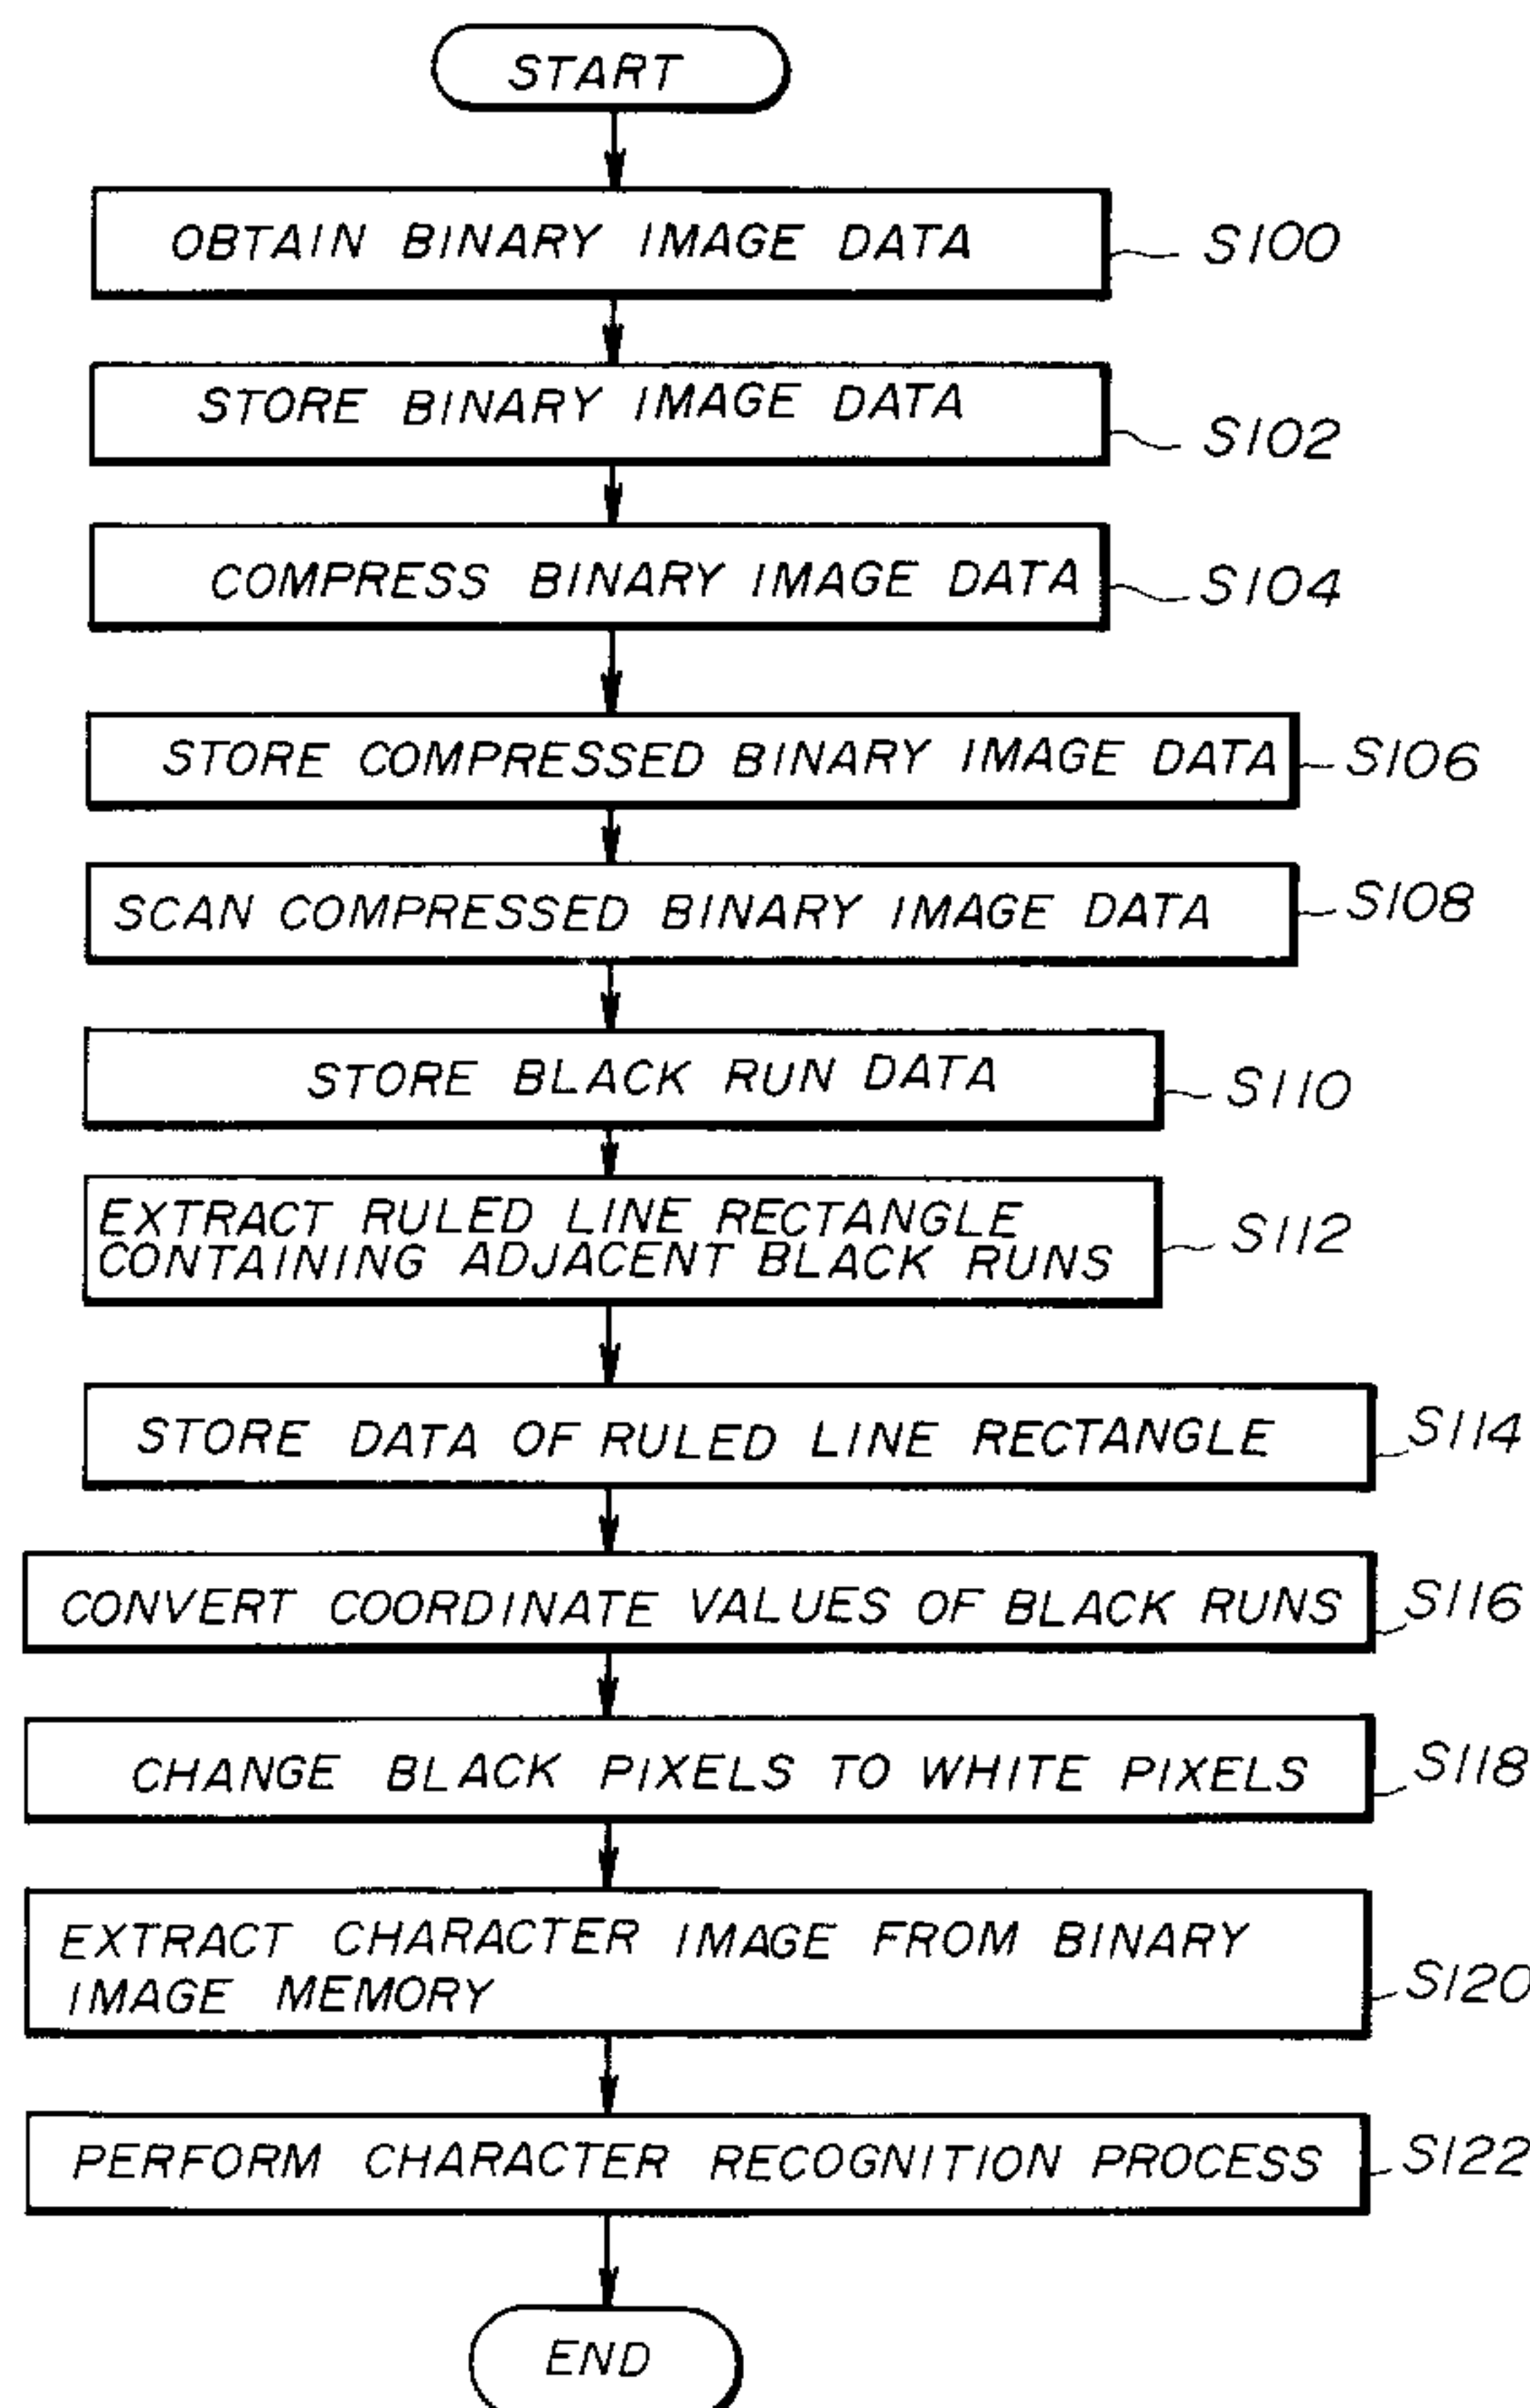 START
OBTAIN BINARY IMAGE DATA S100
STORE BINARY IMAGE DATA S102
COMPRESS BINARY IMAGE DATA S104
STORE COMPRESSED BINARY IMAGE DATA S106
SCAN COMPRESSED BINARY IMAGE DATA S108
STORE BLACK RUN DATA S110
EXTRACT RULED LINE RECTANGLE
CONTAINING ADJACENT BLACK RUNS S112
STORE DATA OF RULED LINE RECTANGLE S114
CONVERT COORDINATE VALUES OF BLACK RUNS S116
CHANGE BLACK PIXELS TO WHITE PIXELS S118
EXTRACT CHARACTER IMAGE FROM BINARY
IMAGE MEMORY S120
PERFORM CHARACTER RECOGNITION PROCESS S122
END